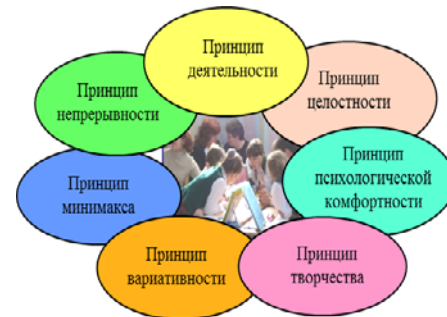 Принцип
деятельности
Принцип
целостности
Принцип
психологической
комфортности
Принцип
творчества
Принцип
вариативности
Принцип
минимакса
Принцип
непрерывности